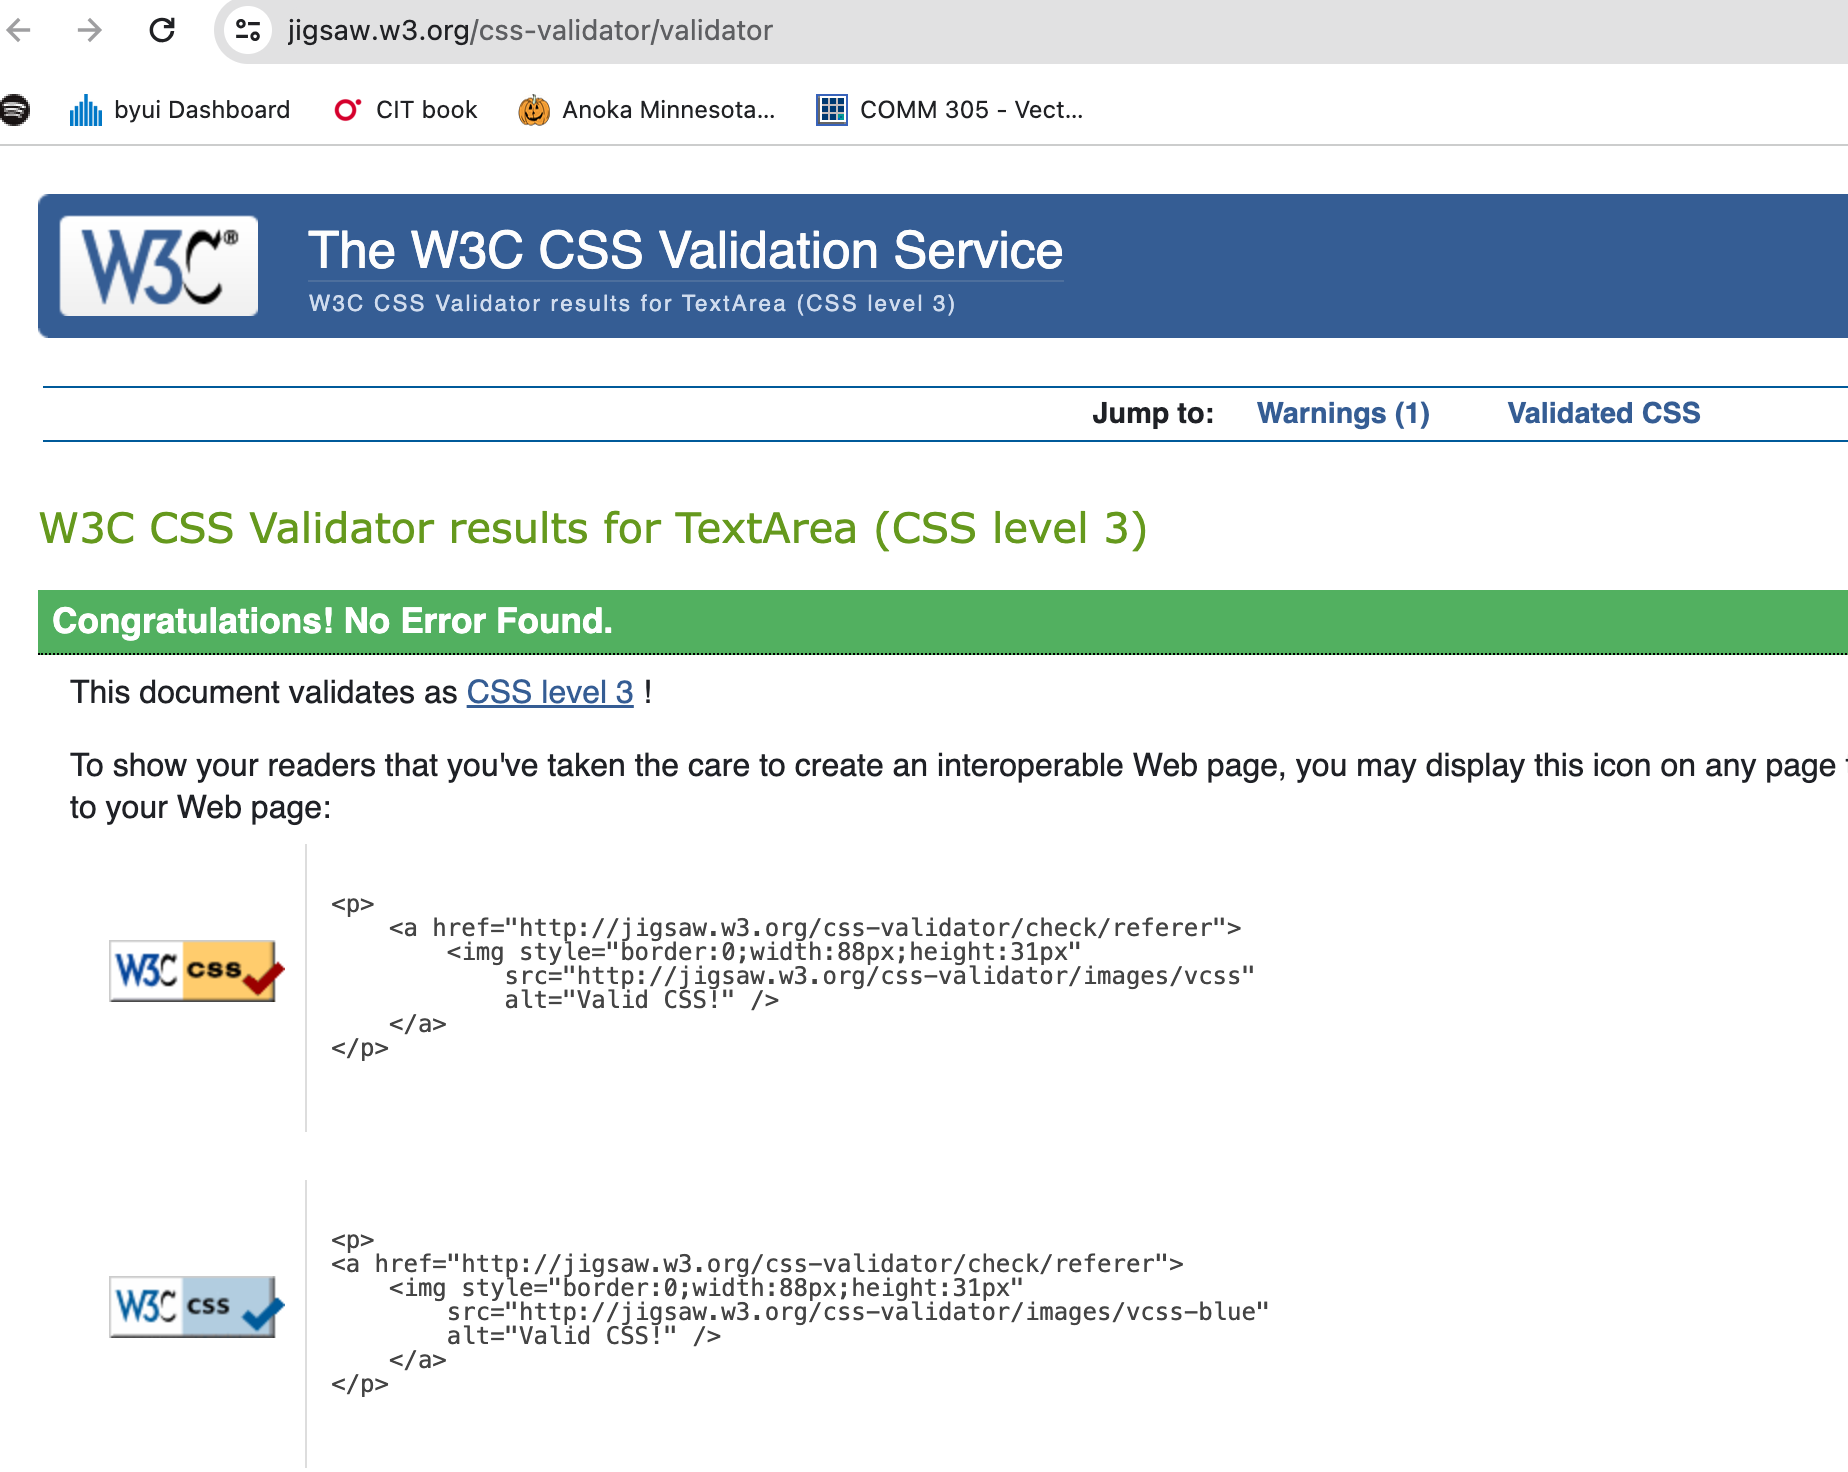 jigsaw.w3.org/css-validator/validator
byui Dashboard CIT book Anoka Minnesota... COMM 305 - Vect...
W3C®
The W3C CSS Validation Service
W3C CSS Validator results for TextArea (CSS level 3)
Jump to: Warnings (1) Validated CSS
W3C CSS Validator results for TextArea (CSS level 3)
Congratulations! No Error Found.
This document validates as CSS level 3 !
To show your readers that you've taken the care to create an interoperable Web page, you may display this icon on any page
to your Web page:
W3C css
<p>
    <a href="http://jigsaw.w3.org/css-validator/check/referer">
        <img style="border:0;width:88px;height:31px"
            src="http://jigsaw.w3.org/css-validator/images/vcss"
            alt="Valid CSS!" />
    </a>
</p>
W3C css
<p>
<a href="http://jigsaw.w3.org/css-validator/check/referer">
    <img style="border:0;width:88px;height:31px"
        src="http://jigsaw.w3.org/css-validator/images/vcss-blue"
        alt="Valid CSS!" />
    </a>
</p>